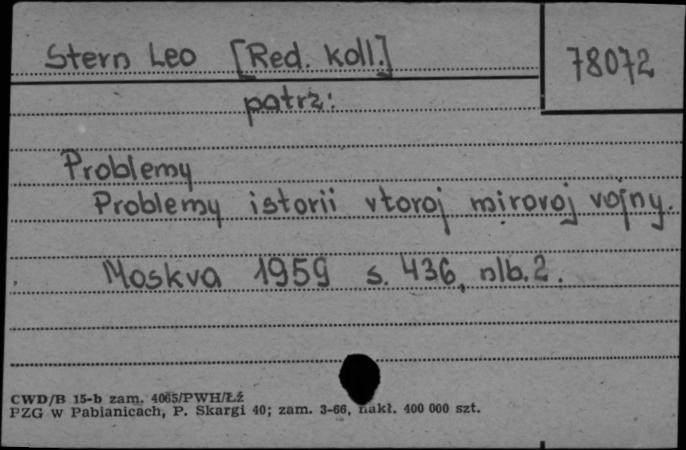 Stern Leo [Red. Koll.]
78072
patrz:
Problemy
Problemy istorii vtoroj mirovoj vojny.
Moskva 1959 s. 436, nlb. 2.
CWD/B 15-b zam. 4065/PWH/Łź
PZG w Pabianicach, P. Skargi 40; zam. 3-66, nakł. 400 000 szt.